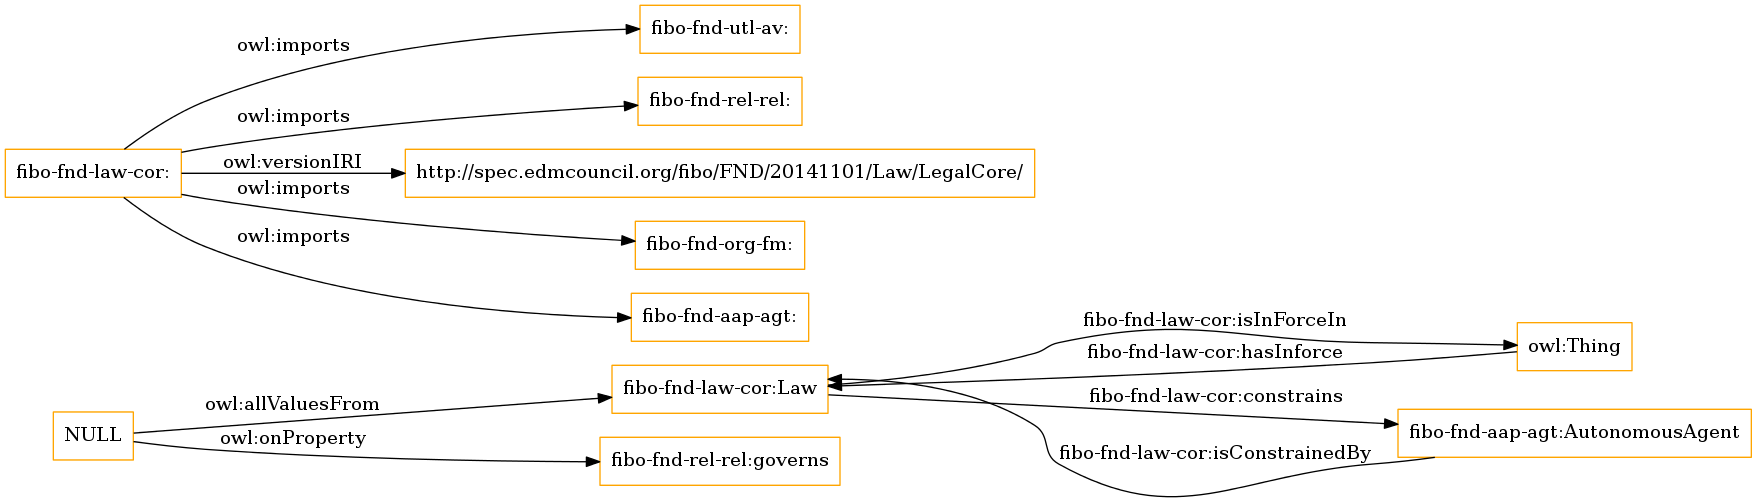 fibo-fnd-utl-av:
owl:imports
fibo-fnd-rel-rel:
owl:imports
owl:versionIRI
fibo-fnd-law-cor:
http://spec.edmcouncil.org/fibo/FND/20141101/Law/LegalCore/
owl:imports
fibo-fnd-org-fm:
owl:imports
fibo-fnd-aap-agt:
fibo-fnd-law-cor:isInForceIn
owl:Thing
fibo-fnd-law-cor:hasInforce
fibo-fnd-law-cor:Law
fibo-fnd-law-cor:constrains
owl:allValuesFrom
NULL
fibo-fnd-aap-agt:AutonomousAgent
owl:onProperty
fibo-fnd-law-cor:isConstrainedBy
fibo-fnd-rel-rel:governs